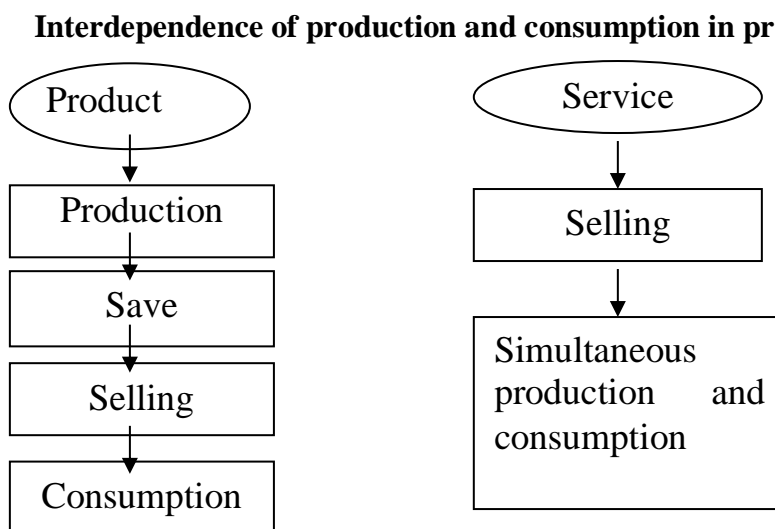 Interdependence of production and consumption in pr
Product
Production
Save
Selling
Consumption
Service
Selling
Simultaneous
production and
consumption